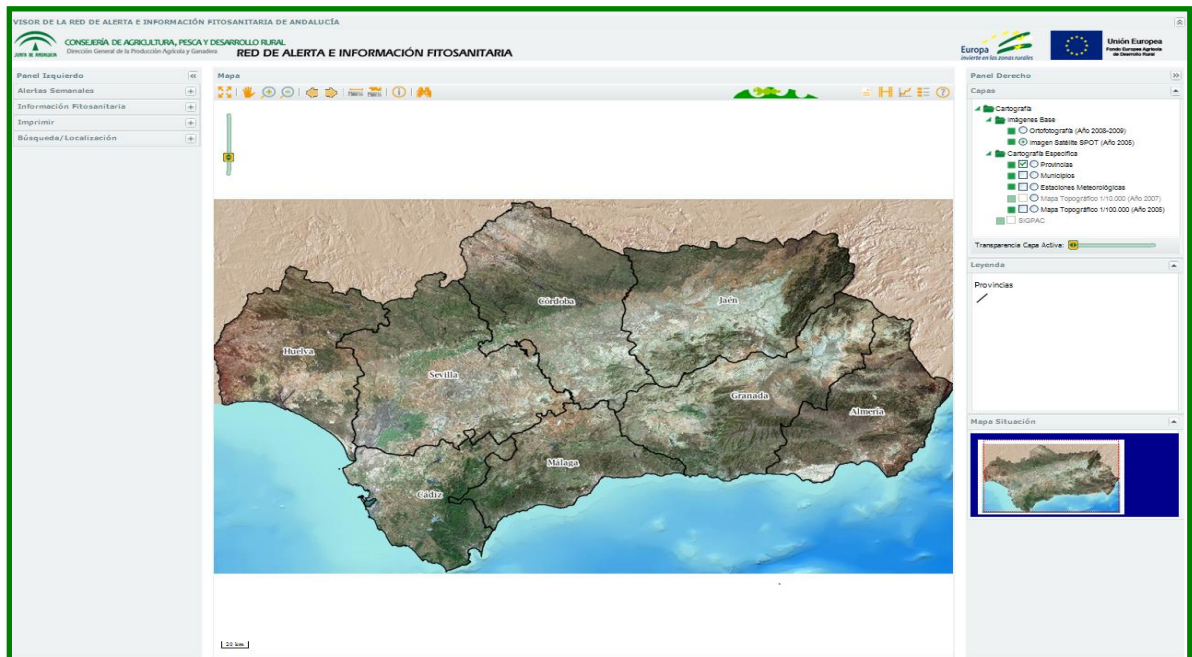 VISOR DE LA RED DE ALERTA E INFORMACIÓN FITOSANITARIA DE ANDALUCÍA
JUNTA DE ANDALUCIA
CONSEJERÍA DE AGRICULTURA, PESCA Y DESARROLLO RURAL
Dirección General de la Producción Agrícola y Ganadera
RED DE ALERTA E INFORMACIÓN FITOSANITARIA
Europa
invierte en las zonas rurales
Unión Europea
Fondo Europeo Agrícola
de Desarrollo Rural
Panel Izquierdo
Alertas Semanales
Información Fitosanitaria
Imprimir
Búsqueda/Localización
Mapa
Córdoba
Jaén
Huelva
Sevilla
Granada
Almería
Málaga
Cádiz
20 km
Panel Derecho
Capas
Cartografía
Imágenes Base
Ortofotografía (Año 2008-2009)
Imagen Satélite SPOT (Año 2005)
Cartografía Específica
Provincias
Municipios
Estaciones Meteorológicas
Mapa Topográfico 1/10.000 (Año 2007)
Mapa Topográfico 1/100.000 (Año 2005)
SIGPAC
Transparencia Capa Activa:
Leyenda
Provincias
Mapa Situación